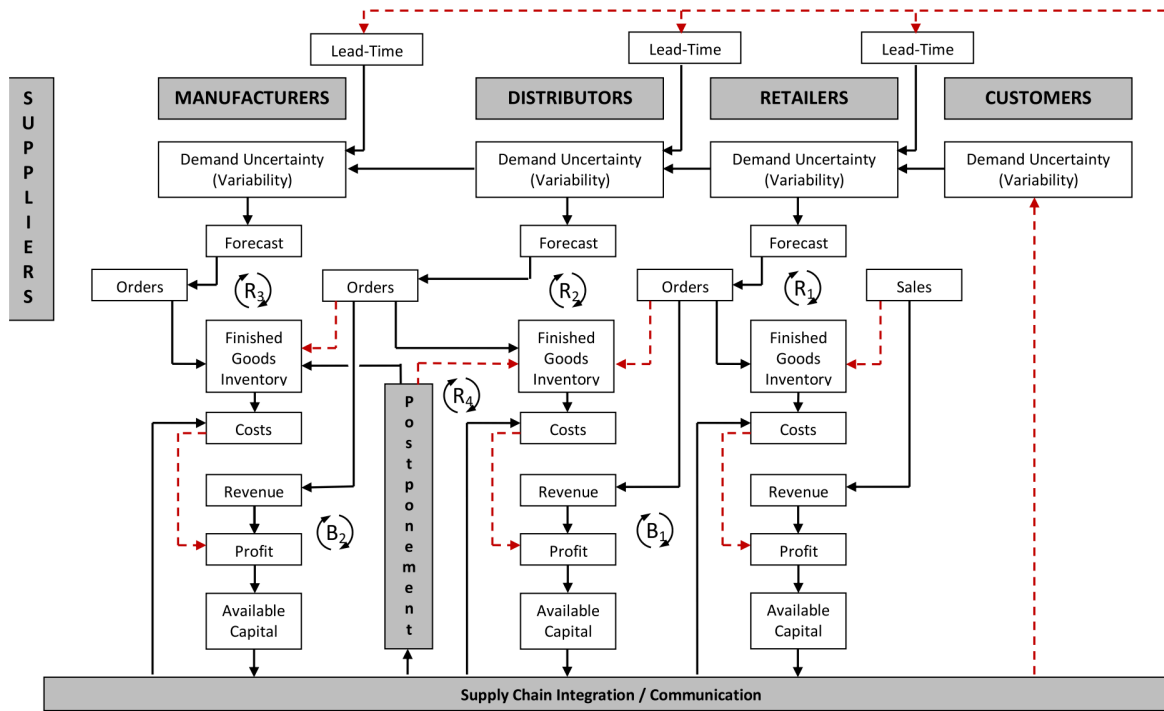 Lead-Time
Lead-Time
Lead-Time
SUPPLIERS
MANUFACTURERS
DISTRIBUTORS
RETAILERS
CUSTOMERS
Demand Uncertainty
(Variability)
Demand Uncertainty
(Variability)
Demand Uncertainty
(Variability)
Demand Uncertainty
(Variability)
Forecast
Forecast
Forecast
Orders
R3
Orders
R2
Orders
R1
Sales
Finished
Goods
Inventory
Finished
Goods
Inventory
Finished
Goods
Inventory
Postponement
R4
Costs
Costs
Costs
Revenue
Revenue
Revenue
B2
B1
Profit
Profit
Profit
Available
Capital
Available
Capital
Available
Capital
Supply Chain Integration / Communication